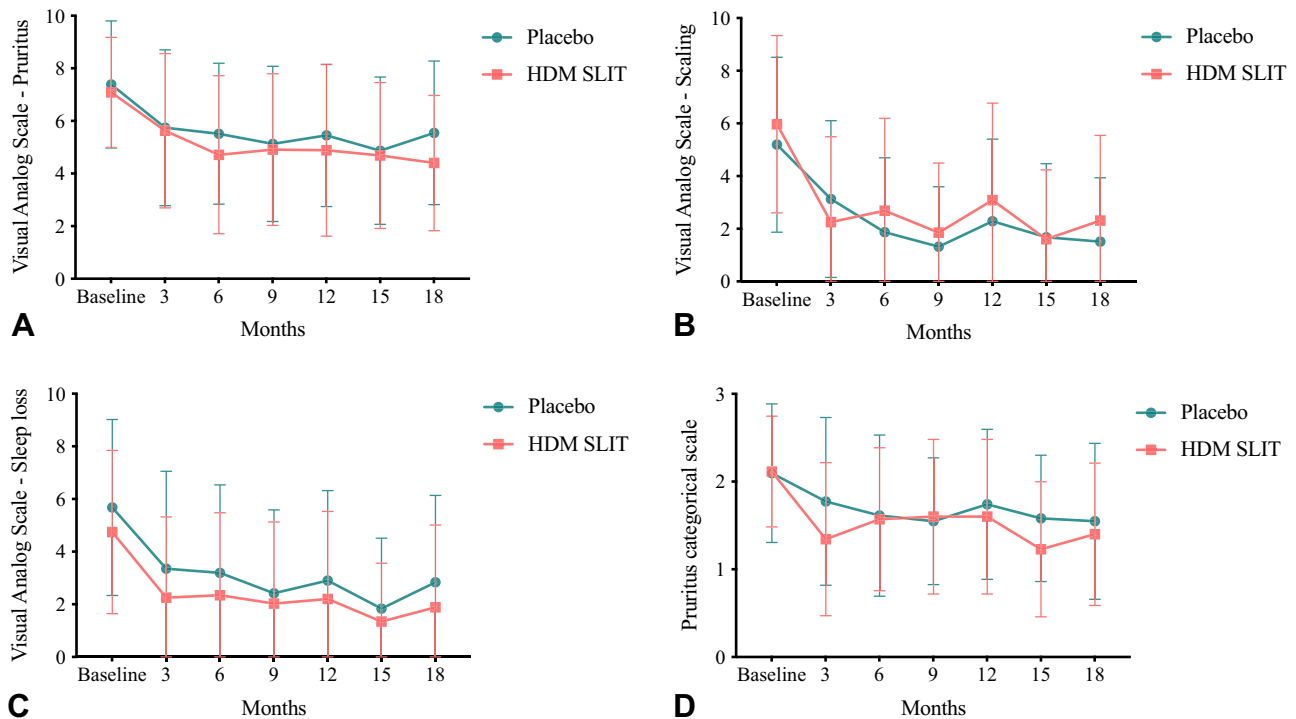 Visual Analog Scale - Pruritus
10
8
6
4
2
0
Placebo
HDM SLIT
Baseline 3 6 9 12 15 18
Months
A
Visual Analog Scale - Scaling
10
8
6
4
2
0
Placebo
HDM SLIT
Baseline 3 6 9 12 15 18
Months
B
Visual Analog Scale - Sleep loss
10
8
6
4
2
0
Placebo
HDM SLIT
Baseline 3 6 9 12 15 18
Months
C
Pruritus categorical scale
3
2
1
0
Placebo
HDM SLIT
Baseline 3 6 9 12 15 18
Months
D